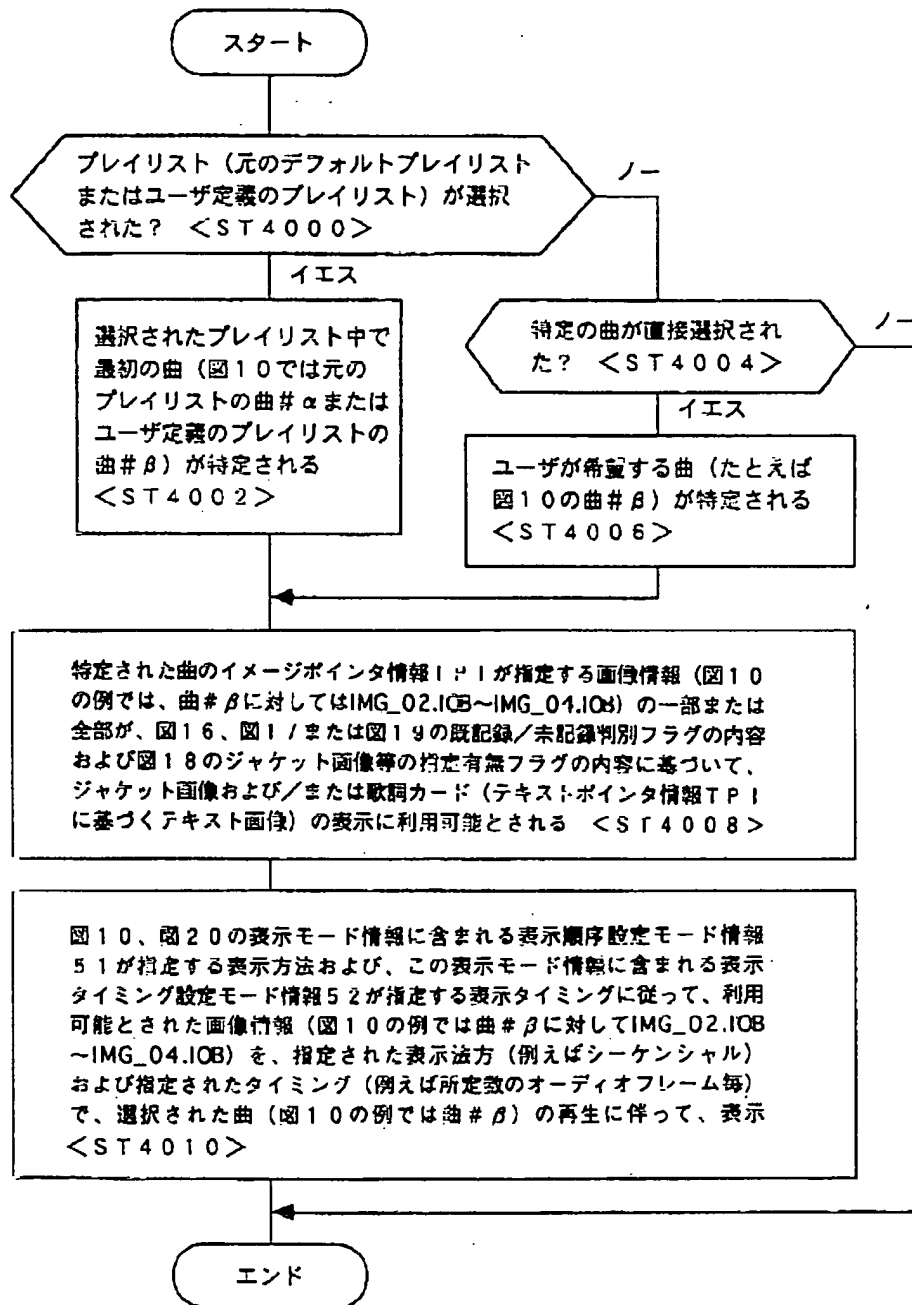 スタート
プレイリスト（元のデフォルトプレイリスト
またはユーザ定義のプレイリスト）が選択
された？ ＜ＳＴ４０００＞
ノー
イエス
選択されたプレイリスト中で
最初の曲（図１０では元の
プレイリストの曲＃αまたは
ユーザ定義のプレイリストの
曲＃β）が特定される
＜ＳＴ４００２＞
特定の曲が直接選択され
た？ ＜ＳＴ４００４＞
ノー
イエス
ユーザが希望する曲（たとえば
図１０の曲＃β）が特定される
＜ＳＴ４００６＞
特定された曲のイメージポインタ情報ＩＰＩが指定する画像情報（図１０
の例では、曲＃βに対してはIMG_02.IOB～IMG_04.IOB）の一部または
全部が、図１６、図１７または図１９の既記録／未記録判別フラグの内容
および図１８のジャケット画像等の指定有無フラグの内容に基づいて、
ジャケット画像および／または歌詞カード（テキストポインタ情報ＴＰＩ
に基づくテキスト画像）の表示に利用可能とされる ＜ＳＴ４００８＞
図１０、図２０の表示モード情報に含まれる表示順序設定モード情報
５１が指定する表示方法および、この表示モード情報に含まれる表示
タイミング設定モード情報５２が指定する表示タイミングに従って、利用
可能とされた画像情報（図１０の例では曲＃βに対してIMG_02.IOB
～IMG_04.IOB）を、指定された表示法方（例えばシーケンシャル）
および指定されたタイミング（例えば所定数のオーディオフレーム毎）
で、選択された曲（図１０の例では曲＃β）の再生に伴って、表示
＜ＳＴ４０１０＞
エンド